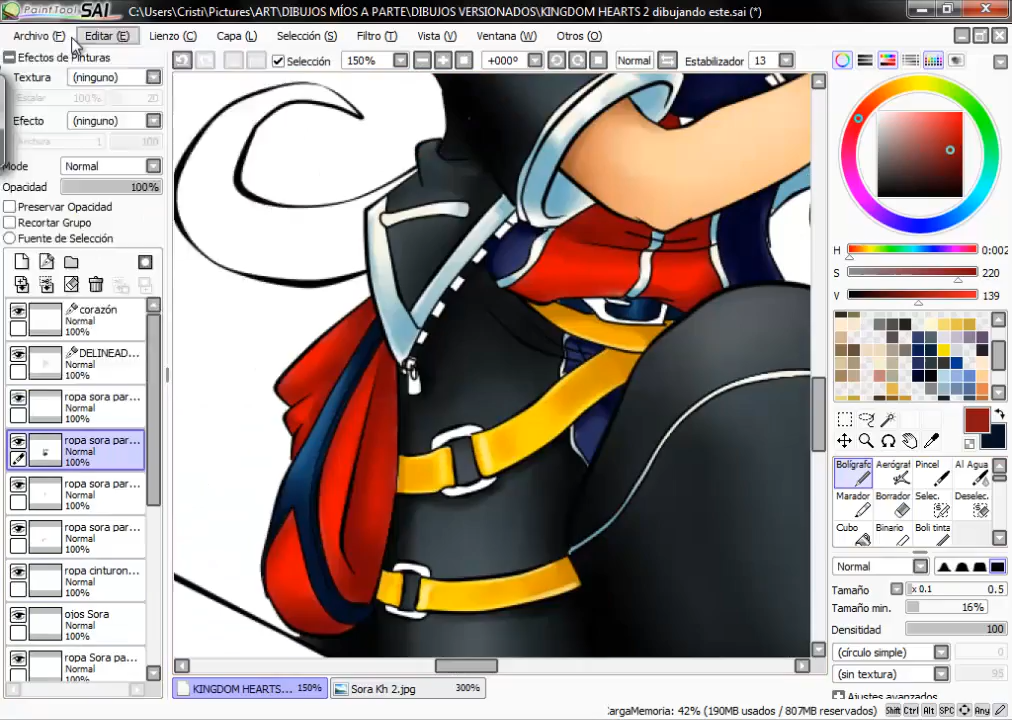 PaintTool SAI C:\Users\Cristi\Pictures\ART\DIBUJOS MÍOS A PARTE\DIBUJOS VERSIONADOS\KINGDOM HEARTS 2 dibujando este.sai (*)
Archivo (F) Editar (E) Lienzo (C) Capa (L) Selección (S) Filtro (T) Vista (V) Ventana (W) Otros (O)
Efectos de Pinturas
Selección 150% +000° Normal Estabilizador 13
Textura (ninguno)
Escalar 100% 20
Efecto (ninguno)
1 100
Mode Normal
Opacidad 100%
Preservar Opacidad
Recortar Grupo
Fuente de Selección
corazón
Normal
100%
DELINEAD...
Normal
100%
ropa sora par...
Normal
100%
ropa sora par...
Normal
100%
ropa sora par...
Normal
100%
ropa sora par...
Normal
100%
ropa cinturon...
Normal
100%
ojos Sora
Normal
100%
ropa Sora pa...
Normal
100%
H 0:002
S 220
V 139
Bolígrafo Aerógraf Pincel Al Agua
Marador Borrador Selec. Deselec.
Cubo Binario Boli tinta
Normal
Tamaño x 0.1 0.5
Tamaño min. 16%
Densitidad 100
(círculo simple) 0
(sin textura) 95
Ajustes avanzados
KINGDOM HEARTS... 150% Sora Kh 2.jpg 300%
CargaMemoria: 42% (190MB usados / 807MB reservados) Shift Ctrl Alt SPC Any